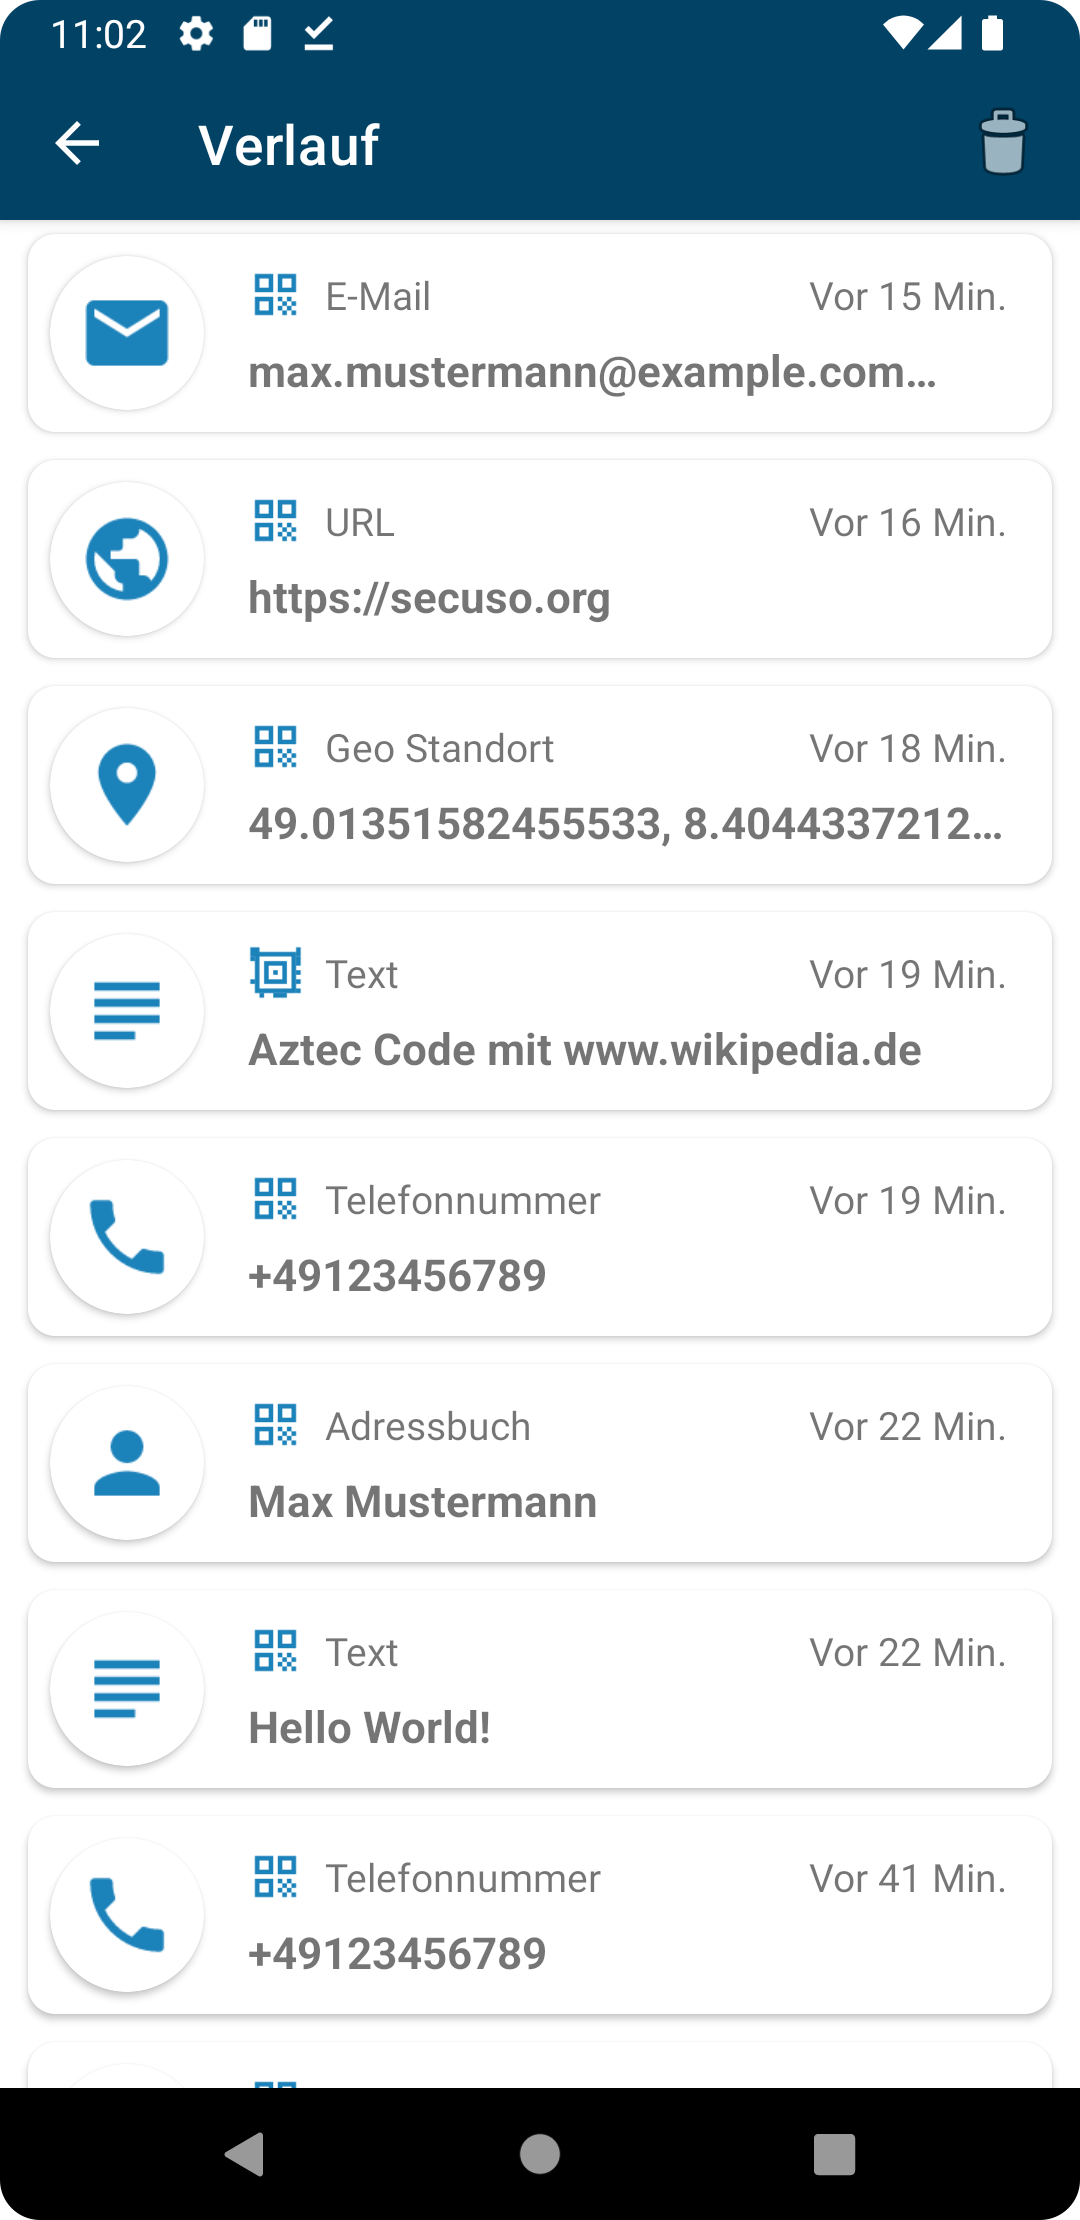 11:02
Verlauf
E-Mail Vor 15 Min.
max.mustermann@example.com…
URL Vor 16 Min.
https://secuso.org
Geo Standort Vor 18 Min.
49.01351582455533, 8.4044337212…
Text Vor 19 Min.
Aztec Code mit www.wikipedia.de
Telefonnummer Vor 19 Min.
+49123456789
Adressbuch Vor 22 Min.
Max Mustermann
Text Vor 22 Min.
Hello World!
Telefonnummer Vor 41 Min.
+49123456789